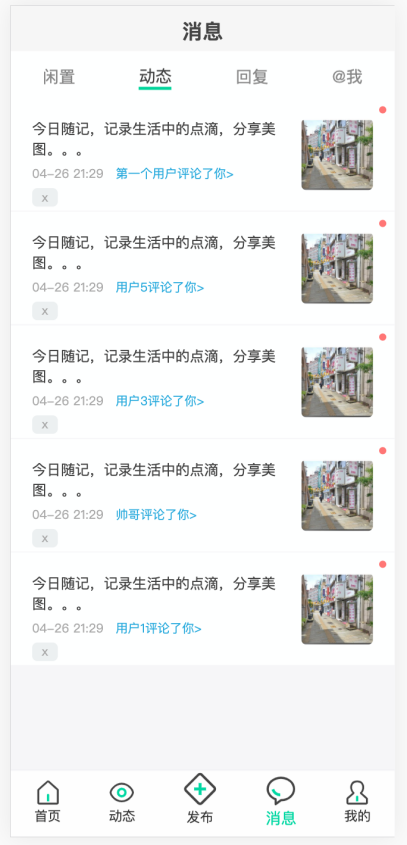 消息
闲置 动态 回复 @我
今日随记，记录生活中的点滴，分享美
图。。。
04-26 21:29 第一个用户评论了你>
x
今日随记，记录生活中的点滴，分享美
图。。。
04-26 21:29 用户5评论了你>
x
今日随记，记录生活中的点滴，分享美
图。。。
04-26 21:29 用户3评论了你>
x
今日随记，记录生活中的点滴，分享美
图。。。
04-26 21:29 帅哥评论了你>
x
今日随记，记录生活中的点滴，分享美
图。。。
04-26 21:29 用户1评论了你>
x
首页 动态 发布 消息 我的